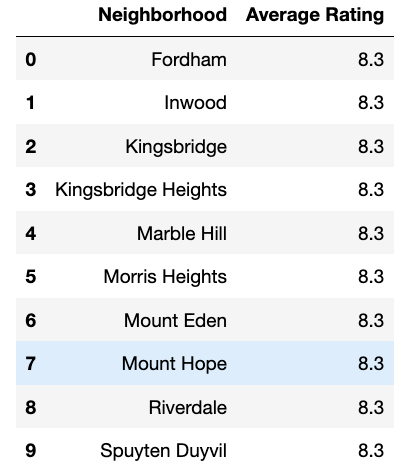 Neighborhood Average Rating
0 Fordham 8.3
1 Inwood 8.3
2 Kingsbridge 8.3
3 Kingsbridge Heights 8.3
4 Marble Hill 8.3
5 Morris Heights 8.3
6 Mount Eden 8.3
7 Mount Hope 8.3
8 Riverdale 8.3
9 Spuyten Duyvil 8.3